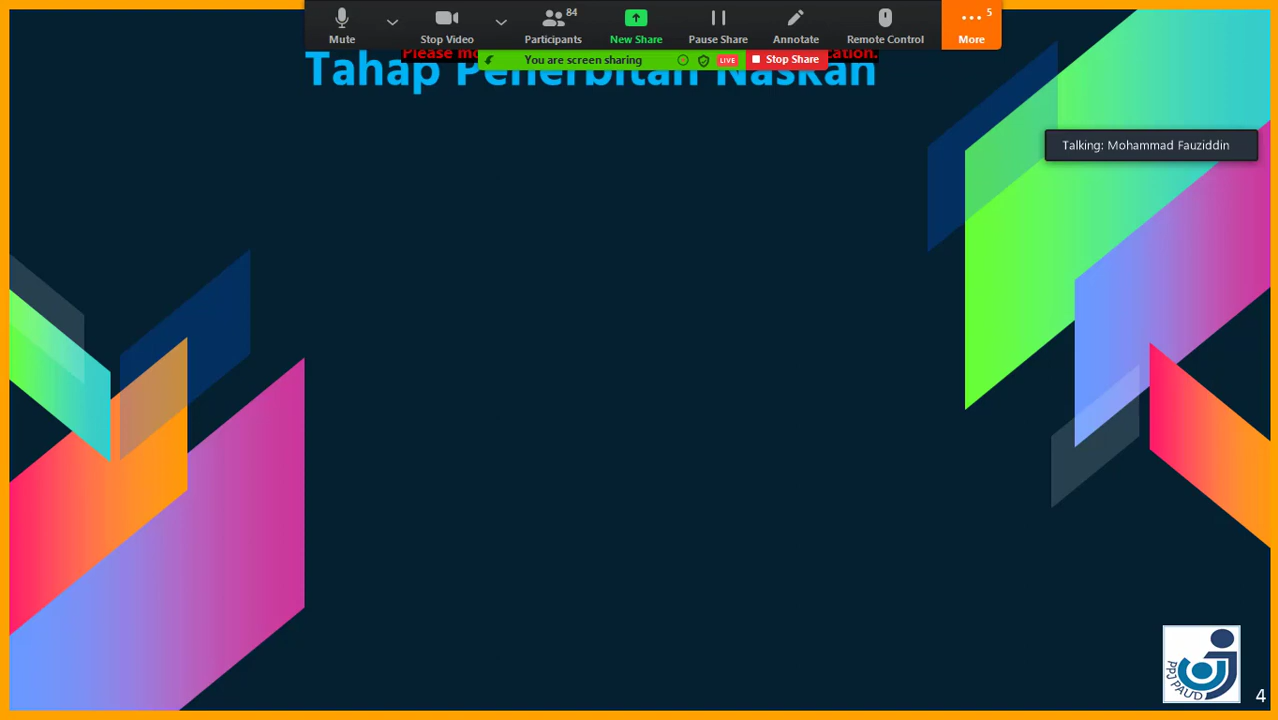 84
5
Mute
Stop Video
Participants
New Share
Pause Share
Annotate
Remote Control
More
Please
You are screen sharing
LIVE
Stop Share
Tahap Penerbitan Naskah
Talking: Mohammad Fauziddin
PPJ PAUD
4